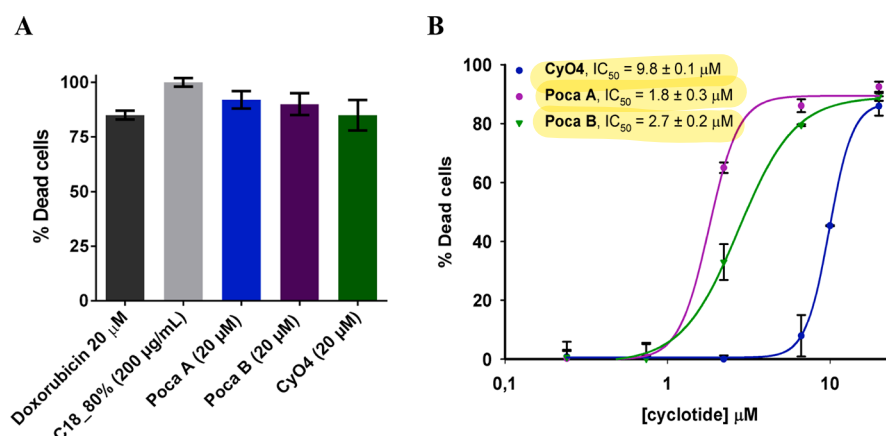 A
% Dead cells
100
75
50
25
0
Doxorubicin 20 μM
C18_80% (200 μg/mL)
Poca A (20 μM)
Poca B (20 μM)
CyO4 (20 μM)
B
CyO4, IC50 = 9.8 ± 0.1 μM
Poca A, IC50 = 1.8 ± 0.3 μM
Poca B, IC50 = 2.7 ± 0.2 μM
% Dead cells
100
80
60
40
20
0
0,1
1
10
[cyclotide] μM